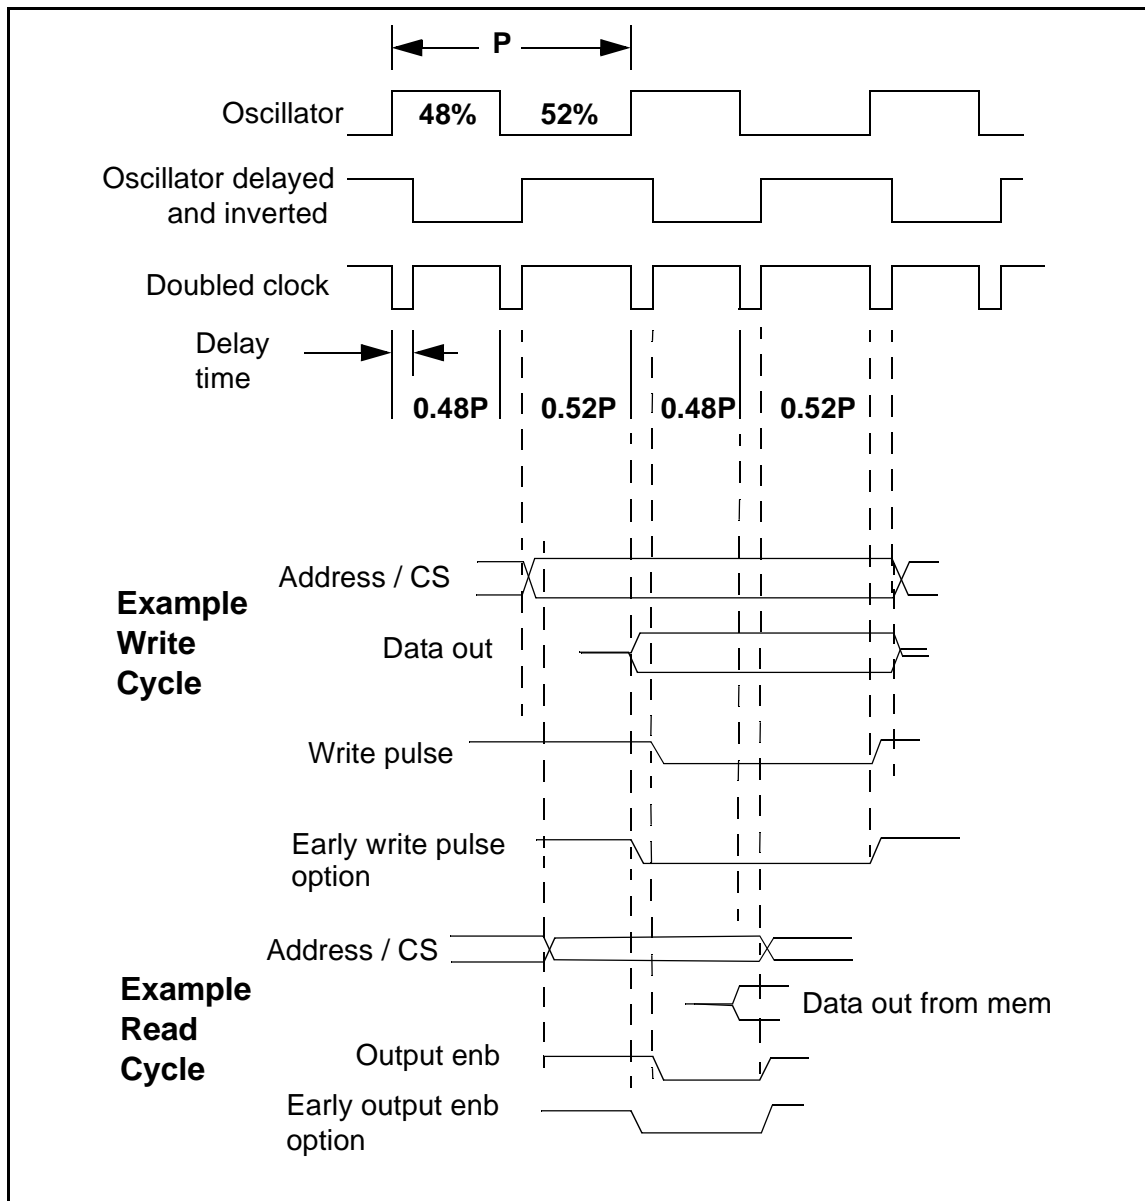 P
Oscillator
48%
52%
Oscillator delayed
and inverted
Doubled clock
Delay
time
0.48P
0.52P
0.48P
0.52P
Example
Write
Cycle
Address / CS
Data out
Write pulse
Early write pulse
option
Example
Read
Cycle
Address / CS
Data out from mem
Output enb
Early output enb
option